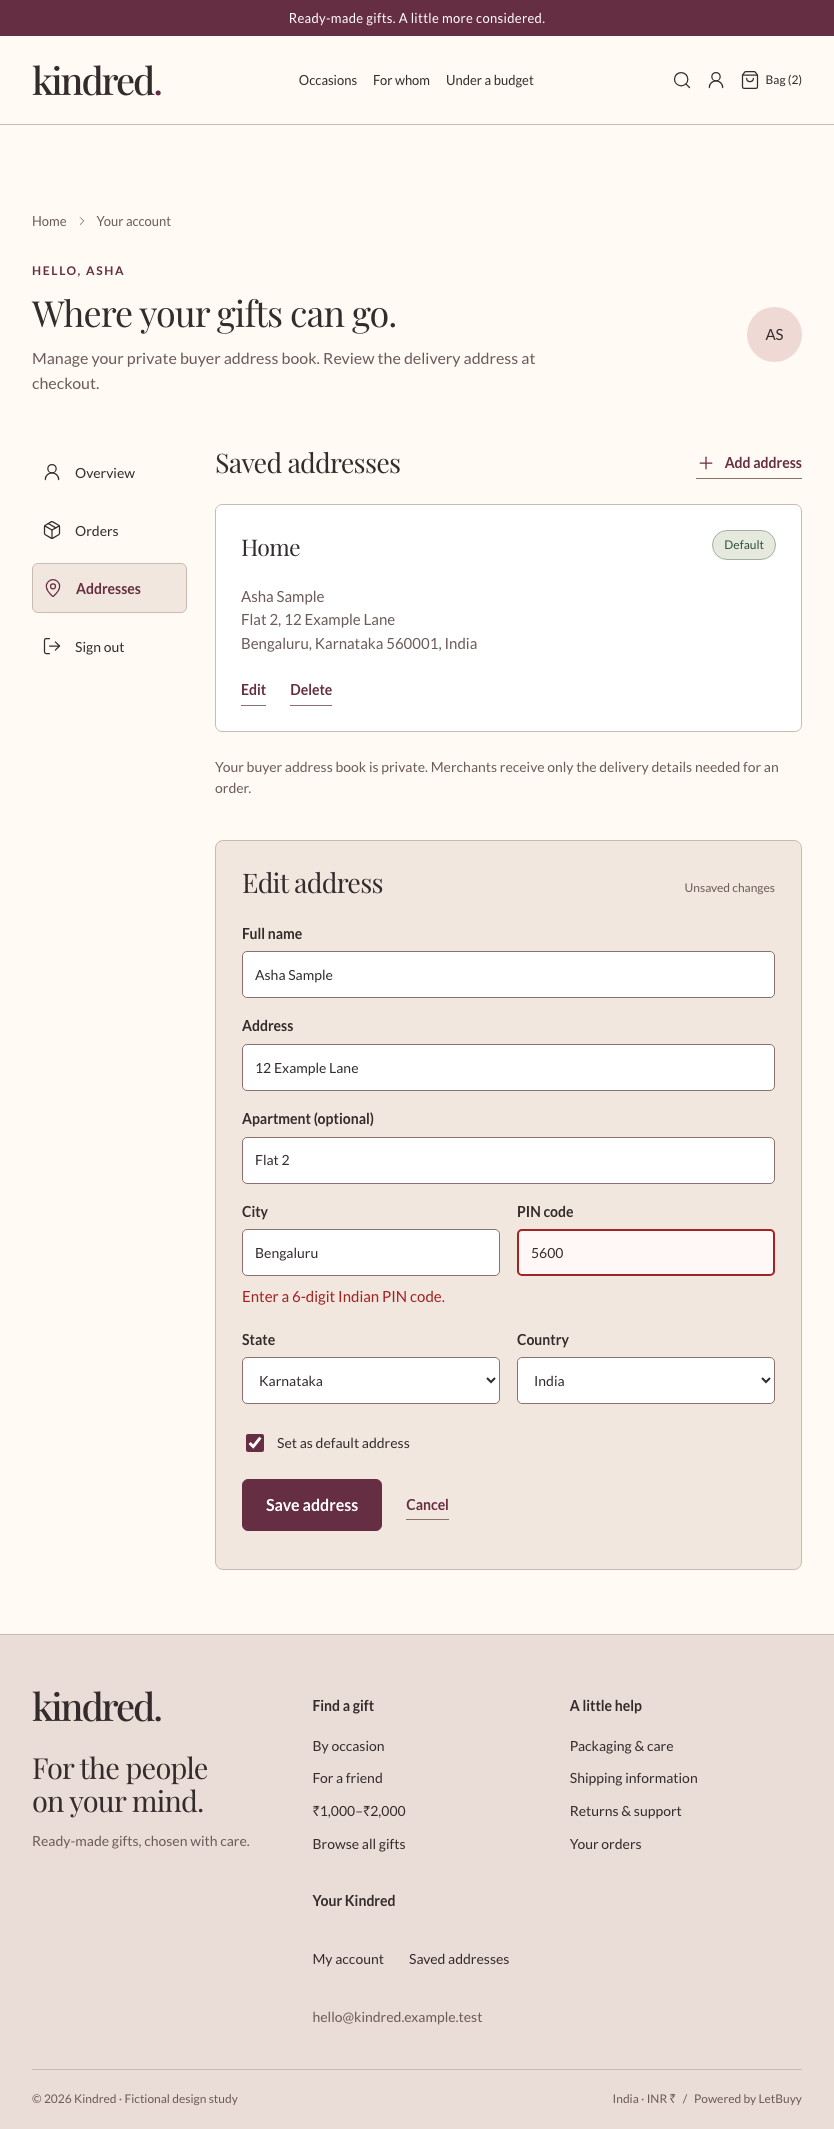 Ready-made gifts. A little more considered.
kindred.
Occasions For whom Under a budget
Bag (2)
Home Your account
HELLO, ASHA
Where your gifts can go.
Manage your private buyer address book. Review the delivery address at
checkout.
AS
Overview
Orders
Addresses
Sign out
Saved addresses
Add address
Home
Default
Asha Sample
Flat 2, 12 Example Lane
Bengaluru, Karnataka 560001, India
Edit Delete
Your buyer address book is private. Merchants receive only the delivery details needed for an
order.
Edit address
Unsaved changes
Full name
Asha Sample
Address
12 Example Lane
Apartment (optional)
Flat 2
City
Bengaluru
PIN code
5600
Enter a 6-digit Indian PIN code.
State
Karnataka
Country
India
Set as default address
Save address
Cancel
kindred.
For the people
on your mind.
Ready-made gifts, chosen with care.
Find a gift
By occasion
For a friend
₹1,000–₹2,000
Browse all gifts
A little help
Packaging & care
Shipping information
Returns & support
Your orders
Your Kindred
My account Saved addresses
hello@kindred.example.test
© 2026 Kindred · Fictional design study
India · INR ₹ / Powered by LetBuyy